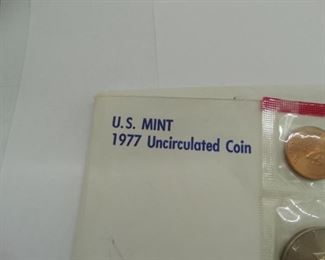 U.S. MINT
1977 Uncirculated Coin